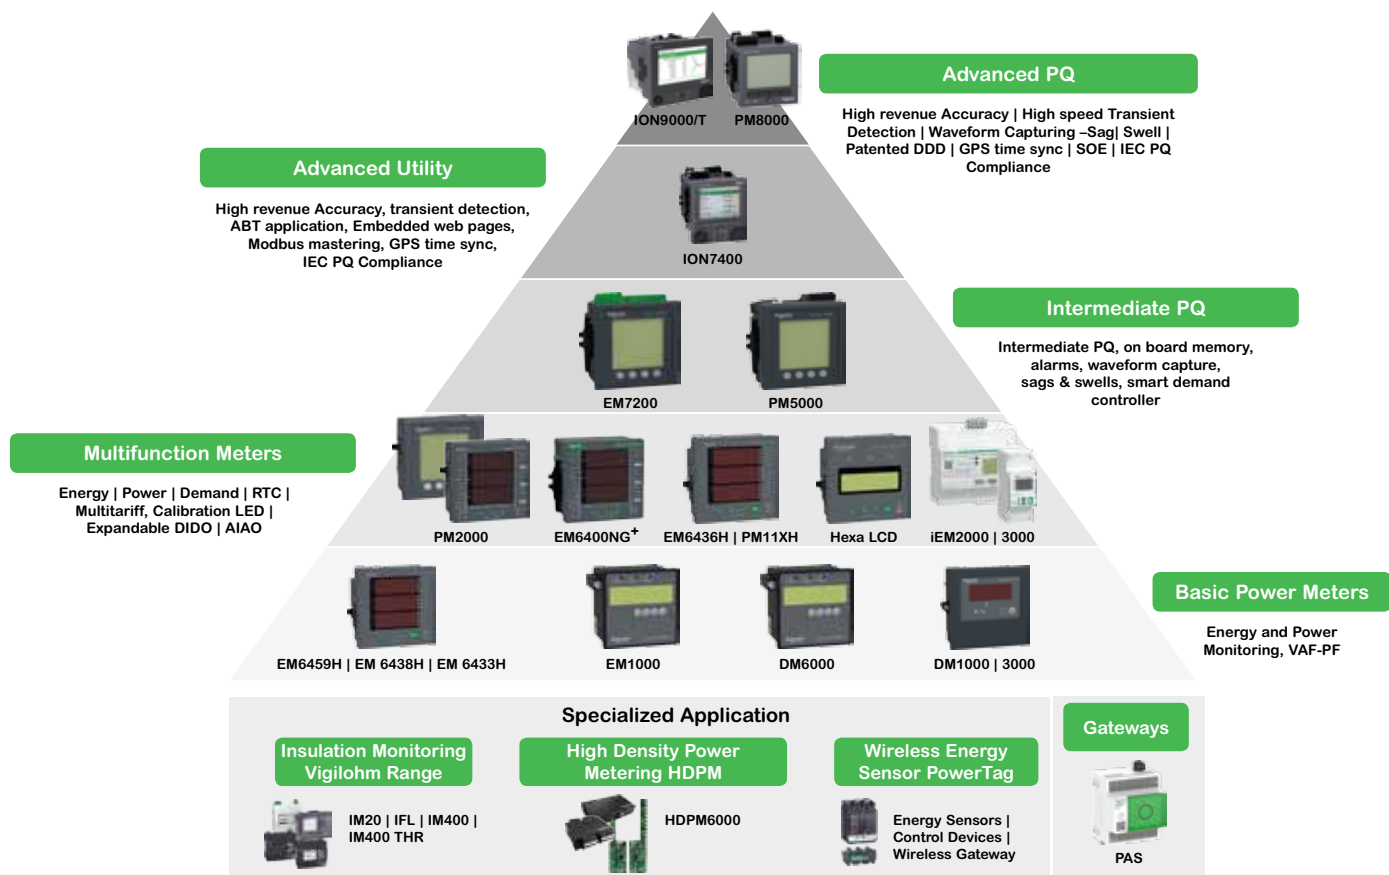 ION9000/T
PM8000
Advanced PQ
High revenue Accuracy | High speed Transient
Detection | Waveform Capturing –Sag| Swell |
Patented DDD | GPS time sync | SOE | IEC PQ
Compliance
Advanced Utility
High revenue Accuracy, transient detection,
ABT application, Embedded web pages,
Modbus mastering, GPS time sync,
IEC PQ Compliance
ION7400
Intermediate PQ
Intermediate PQ, on board memory,
alarms, waveform capture,
sags & swells, smart demand
controller
EM7200
PM5000
Multifunction Meters
Energy | Power | Demand | RTC |
Multitariff, Calibration LED |
Expandable DIDO | AIAO
PM2000
EM6400NG+
EM6436H | PM11XH
Hexa LCD
iEM2000 | 3000
Basic Power Meters
Energy and Power
Monitoring, VAF-PF
EM6459H | EM 6438H | EM 6433H
EM1000
DM6000
DM1000 | 3000
Specialized Application
Insulation Monitoring
Vigilohm Range
IM20 | IFL | IM400 |
IM400 THR
High Density Power
Metering HDPM
HDPM6000
Wireless Energy
Sensor PowerTag
Energy Sensors |
Control Devices |
Wireless Gateway
Gateways
PAS